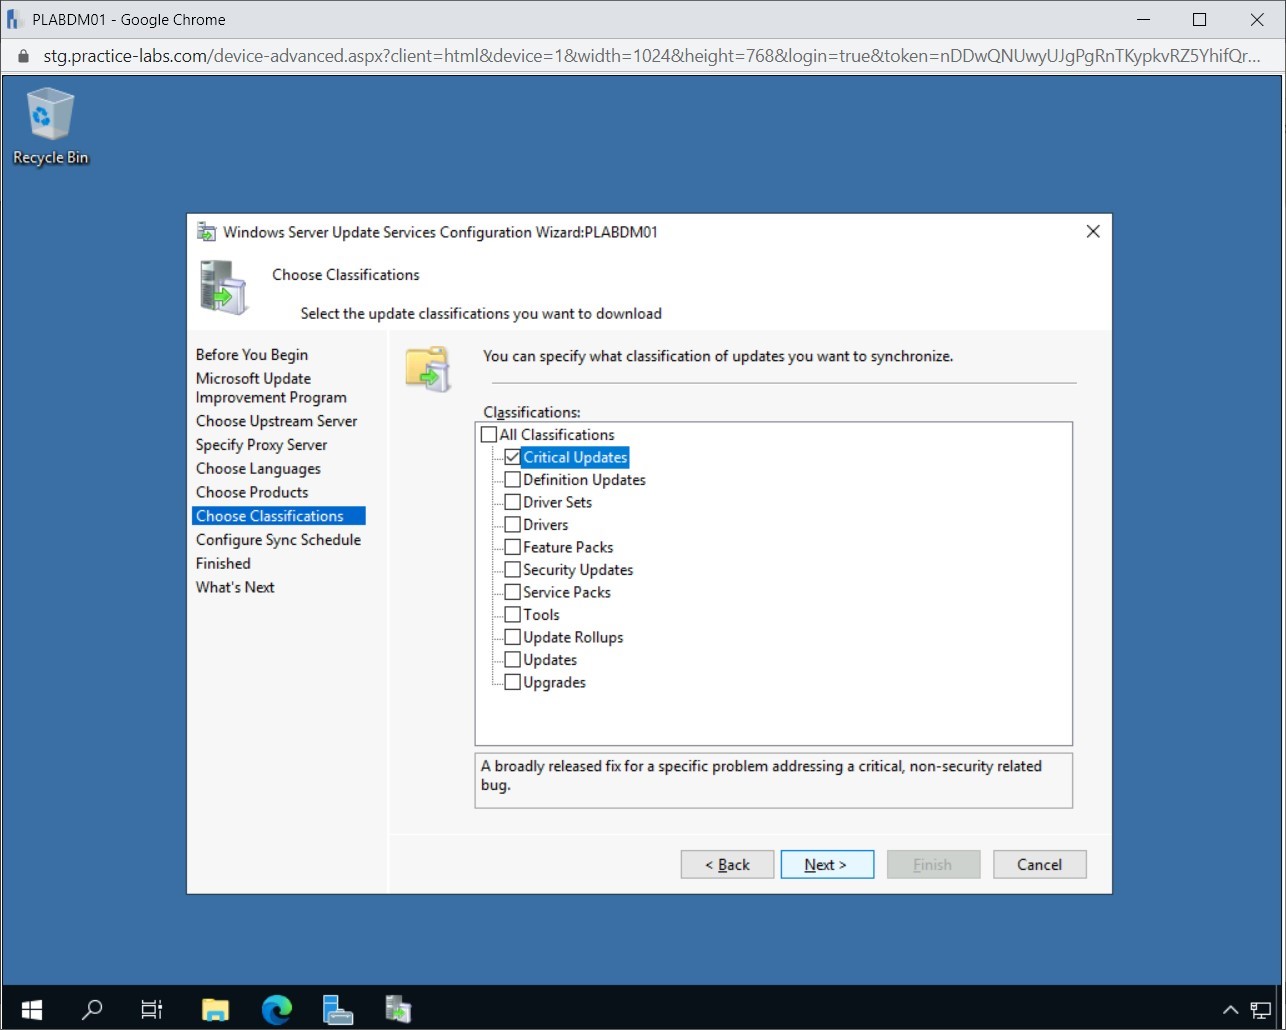 PLABDM01 - Google Chrome
stg.practice-labs.com/device-advanced.aspx?client=html&device=1&width=1024&height=768&login=true&token=nDDwQNUwyUJgPgRnTKypkvRZ5YhifQr...
Recycle Bin
Windows Server Update Services Configuration Wizard:PLABDM01
Choose Classifications
Select the update classifications you want to download
Before You Begin
Microsoft Update
Improvement Program
Choose Upstream Server
Specify Proxy Server
Choose Languages
Choose Products
Choose Classifications
Configure Sync Schedule
Finished
What's Next
You can specify what classification of updates you want to synchronize.
Classifications:
All Classifications
Critical Updates
Definition Updates
Driver Sets
Drivers
Feature Packs
Security Updates
Service Packs
Tools
Update Rollups
Updates
Upgrades
A broadly released fix for a specific problem addressing a critical, non-security related
bug.
< Back
Next >
Finish
Cancel